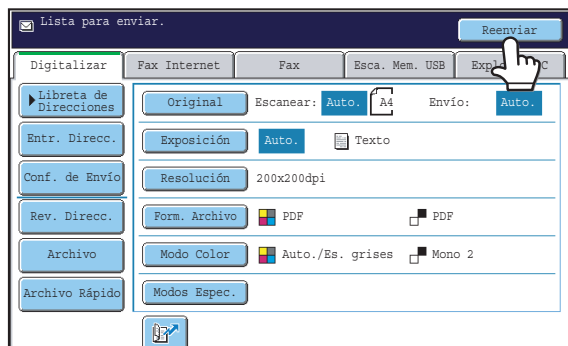 Lista para enviar.
Reenviar
Digitalizar
Fax Internet
Fax
Esca. Mem. USB
Libreta de
Direcciones
Original
Escanear:
Auto.
A4
Envío:
Auto.
Entr. Direcc.
Exposición
Auto.
Texto
Conf. de Envío
Resolución
200x200dpi
Rev. Direcc.
Form. Archivo
PDF
PDF
Archivo
Modo Color
Auto./Es. grises
Mono 2
Archivo Rápido
Modos Espec.